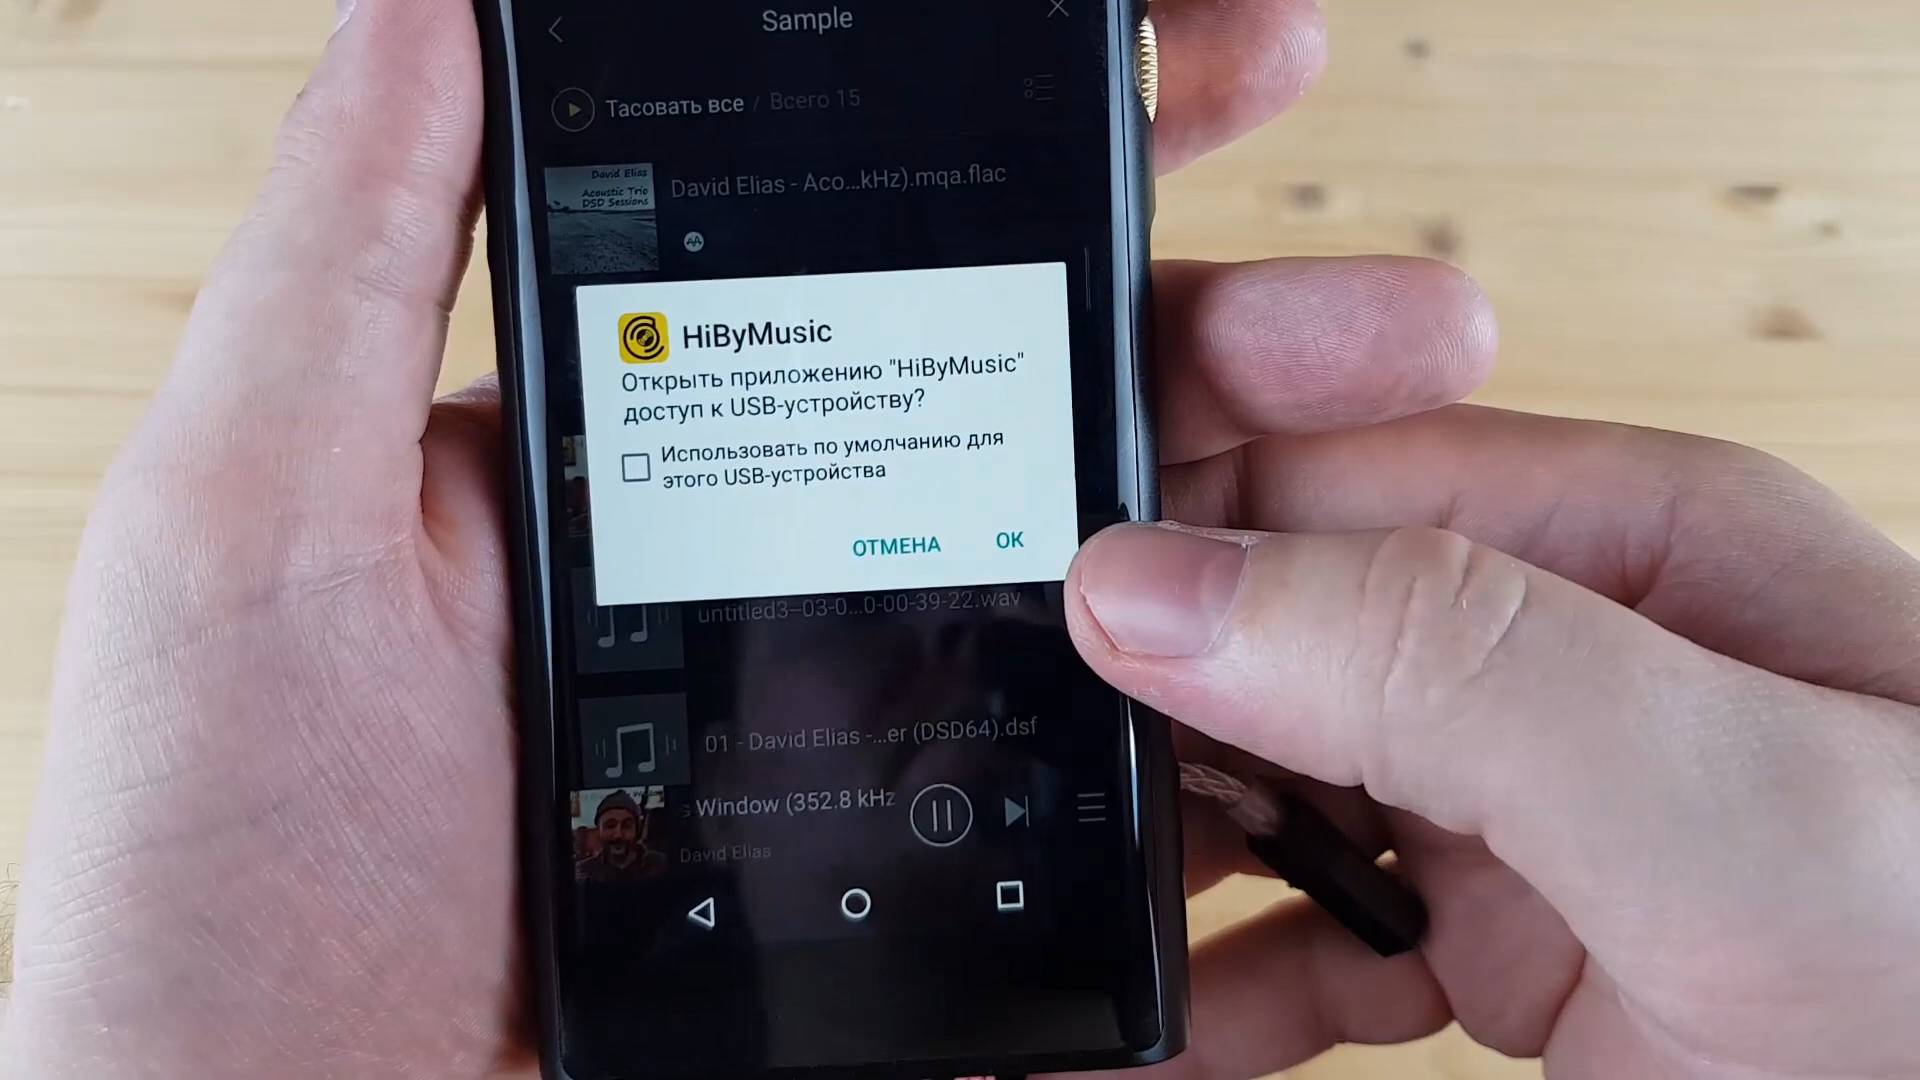 Sample
Тасовать все / Всего 15
David Elias
Acoustic Trio
DSD Sessions
David Elias - Aco...kHz).mqa.flac
HiByMusic
Открыть приложению "HiByMusic"
доступ к USB-устройству?
Использовать по умолчанию для
этого USB-устройства
ОТМЕНА
ОК
untitled3–03-0...0-00-39-22.wav
01 - David Elias -...er (DSD64).dsf
s Window (352.8 kHz
David Elias